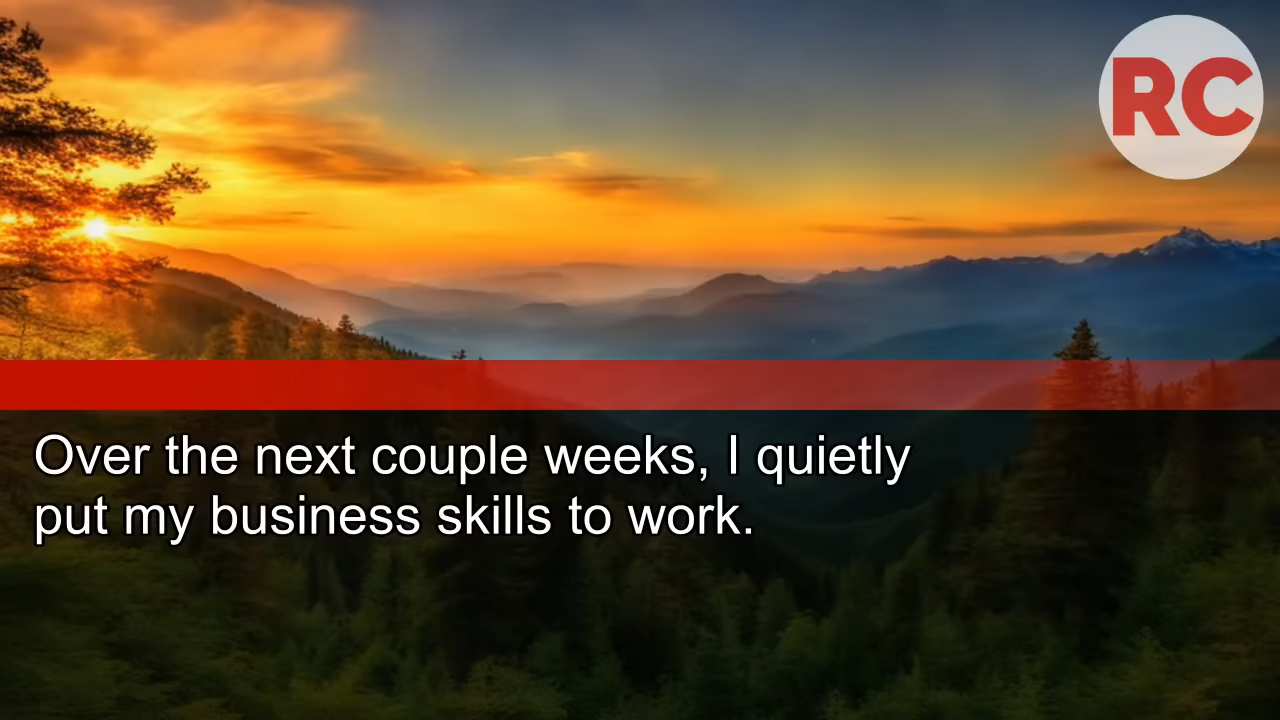 RC
Over the next couple weeks, I quietly
put my business skills to work.